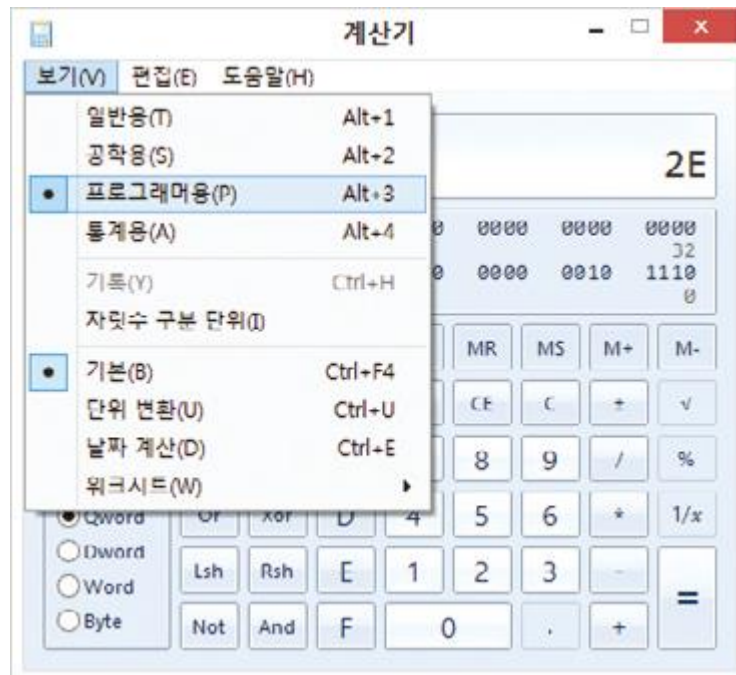 계산기
보기(V) 편집(E) 도움말(H)
일반용(T) Alt+1
공학용(S) Alt+2
프로그래머용(P) Alt+3
통계용(A) Alt+4
기록(Y) Ctrl+H
자릿수 구분 단위(I)
기본(B) Ctrl+F4
단위 변환(U) Ctrl+U
날짜 계산(D) Ctrl+E
워크시트(W)
2E
0000 0000 0000
32
0000 0010 1110
0
MR MS M+ M-
CE C ± √
8 9 / %
Qword Or Xor D 4 5 6 * 1/x
Dword
Word Lsh Rsh E 1 2 3 - =
Byte Not And F 0 . +